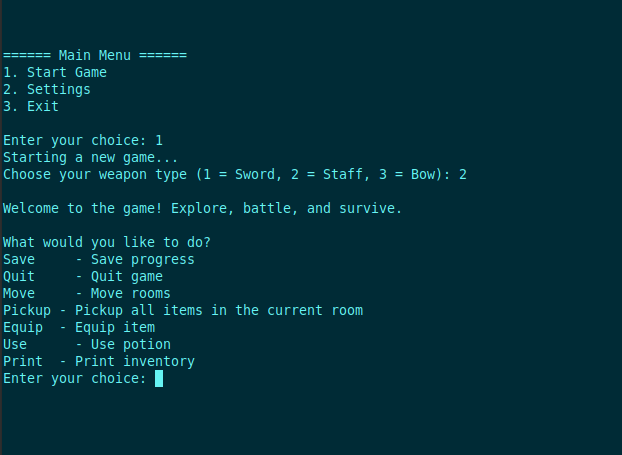 ====== Main Menu ======
1. Start Game
2. Settings
3. Exit
Enter your choice: 1
Starting a new game...
Choose your weapon type (1 = Sword, 2 = Staff, 3 = Bow): 2
Welcome to the game! Explore, battle, and survive.
What would you like to do?
Save     - Save progress
Quit     - Quit game
Move     - Move rooms
Pickup - Pickup all items in the current room
Equip  - Equip item
Use      - Use potion
Print  - Print inventory
Enter your choice: